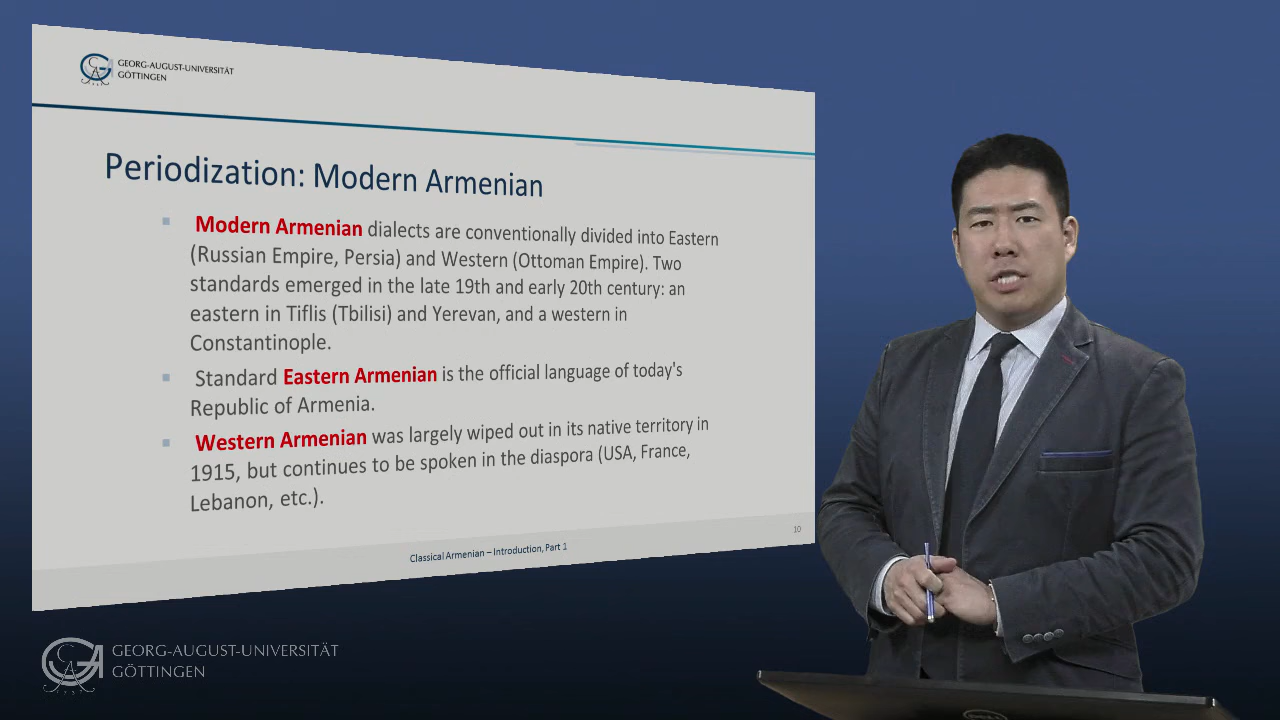 GEORG-AUGUST-UNIVERSITÄT
GÖTTINGEN
Periodization: Modern Armenian
Modern Armenian dialects are conventionally divided into Eastern
(Russian Empire, Persia) and Western (Ottoman Empire). Two
standards emerged in the late 19th and early 20th century: an
eastern in Tiflis (Tbilisi) and Yerevan, and a western in
Constantinople.
Standard Eastern Armenian is the official language of today's
Republic of Armenia.
Western Armenian was largely wiped out in its native territory in
1915, but continues to be spoken in the diaspora (USA, France,
Lebanon, etc.).
Classical Armenian – Introduction, Part 1
10
GEORG-AUGUST-UNIVERSITÄT
GÖTTINGEN